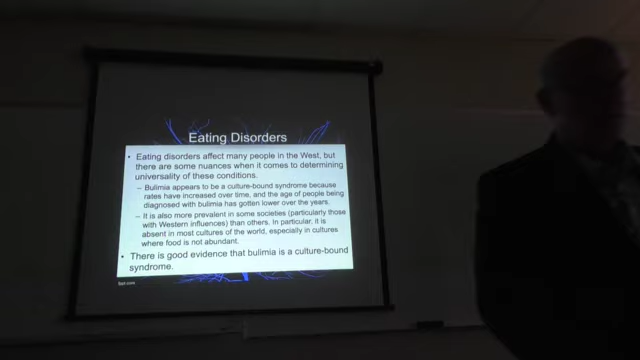 Eating Disorders
• Eating disorders affect many people in the West, but
there are some nuances when it comes to determining
universality of these conditions.
– Bulimia appears to be a culture-bound syndrome because
rates have increased over time, and the age of people being
diagnosed with bulimia has gotten lower over the years.
– It is also more prevalent in some societies (particularly those
with Western influences) than others. In particular, it is
absent in most cultures of the world, especially in cultures
where food is not abundant.
• There is good evidence that bulimia is a culture-bound
syndrome.